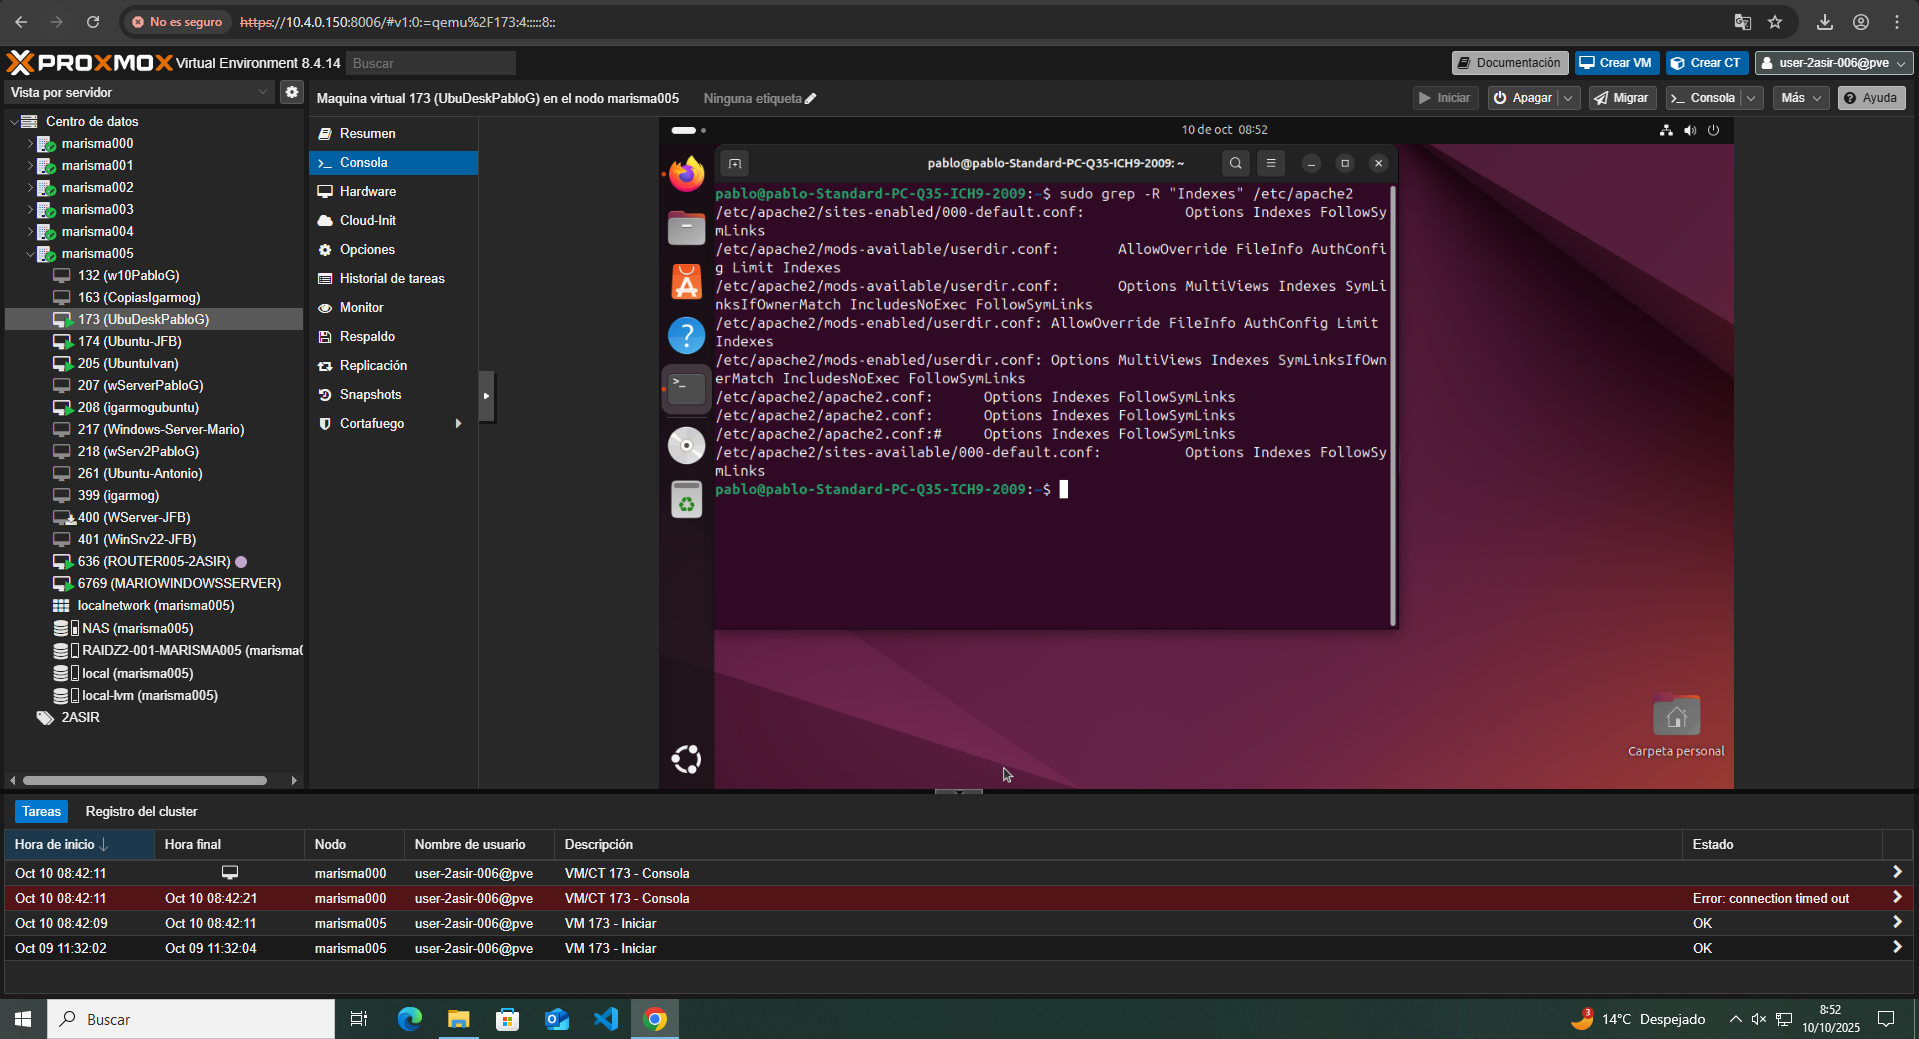 No es seguro
https://10.4.0.150:8006/#v1:0:=qemu%2F173:4:::::8::
PROXMOX Virtual Environment 8.4.14
Buscar
Documentación
Crear VM
Crear CT
user-2asir-006@pve
Vista por servidor
Maquina virtual 173 (UbuDeskPabloG) en el nodo marisma005
Ninguna etiqueta
Iniciar
Apagar
Migrar
Consola
Más
Ayuda
Centro de datos
marisma000
marisma001
marisma002
marisma003
marisma004
marisma005
132 (w10PabloG)
163 (CopiasIgarmog)
173 (UbuDeskPabloG)
174 (Ubuntu-JFB)
205 (UbuntuIvan)
207 (wServerPabloG)
208 (igarmogubuntu)
217 (Windows-Server-Mario)
218 (wServ2PabloG)
261 (Ubuntu-Antonio)
399 (igarmog)
400 (WServer-JFB)
401 (WinSrv22-JFB)
636 (ROUTER005-2ASIR)
6769 (MARIOWINDOWSSERVER)
localnetwork (marisma005)
NAS (marisma005)
RAIDZ2-001-MARISMA005 (marisma0
local (marisma005)
local-lvm (marisma005)
2ASIR
Resumen
Consola
Hardware
Cloud-Init
Opciones
Historial de tareas
Monitor
Respaldo
Replicación
Snapshots
Cortafuego
10 de oct 08:52
pablo@pablo-Standard-PC-Q35-ICH9-2009: ~
pablo@pablo-Standard-PC-Q35-ICH9-2009:~$ sudo grep -R "Indexes" /etc/apache2
/etc/apache2/sites-enabled/000-default.conf:            Options Indexes FollowSy
mLinks
/etc/apache2/mods-available/userdir.conf:       AllowOverride FileInfo AuthConfi
g Limit Indexes
/etc/apache2/mods-available/userdir.conf:       Options MultiViews Indexes SymLi
nksIfOwnerMatch IncludesNoExec FollowSymLinks
/etc/apache2/mods-enabled/userdir.conf: AllowOverride FileInfo AuthConfig Limit
Indexes
/etc/apache2/mods-enabled/userdir.conf: Options MultiViews Indexes SymLinksIfOwn
erMatch IncludesNoExec FollowSymLinks
/etc/apache2/apache2.conf:      Options Indexes FollowSymLinks
/etc/apache2/apache2.conf:      Options Indexes FollowSymLinks
/etc/apache2/apache2.conf:#     Options Indexes FollowSymLinks
/etc/apache2/sites-available/000-default.conf:          Options Indexes FollowSy
mLinks
pablo@pablo-Standard-PC-Q35-ICH9-2009:~$
Carpeta personal
Tareas
Registro del cluster
Hora de inicio Hora final Nodo Nombre de usuario Descripción Estado
Oct 10 08:42:11 marisma000 user-2asir-006@pve VM/CT 173 - Consola
Oct 10 08:42:11 Oct 10 08:42:21 marisma000 user-2asir-006@pve VM/CT 173 - Consola Error: connection timed out
Oct 10 08:42:09 Oct 10 08:42:11 marisma005 user-2asir-006@pve VM 173 - Iniciar OK
Oct 09 11:32:02 Oct 09 11:32:04 marisma005 user-2asir-006@pve VM 173 - Iniciar OK
Buscar
3
14°C Despejado
8:52
10/10/2025